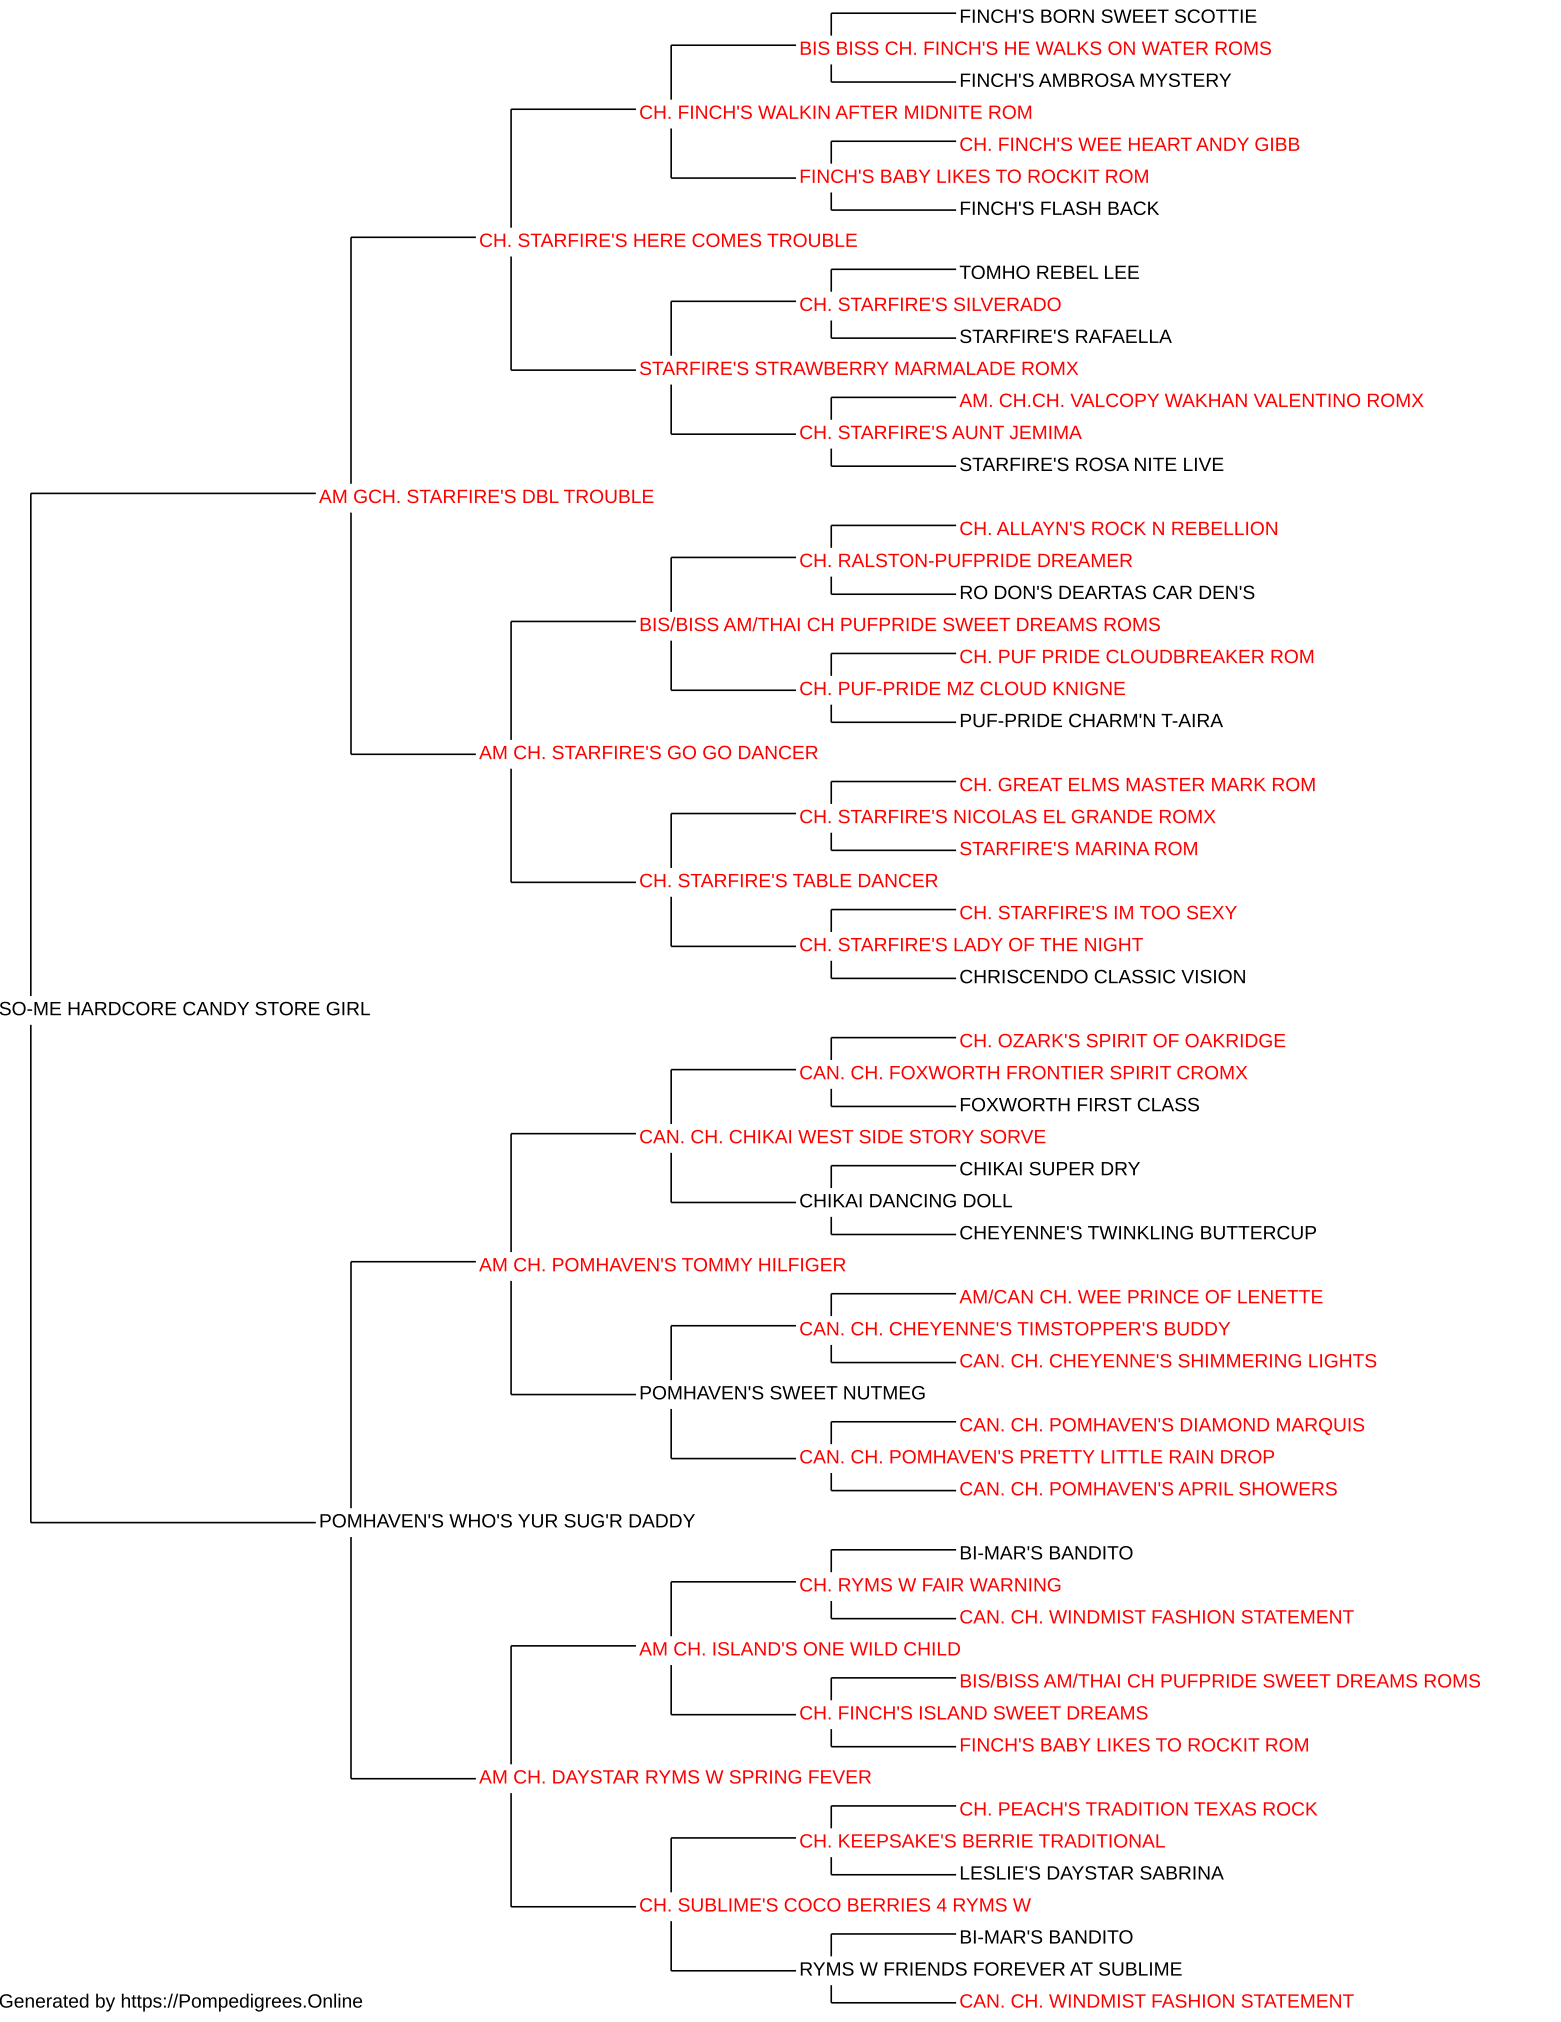 FINCH'S BORN SWEET SCOTTIE
BIS BISS CH. FINCH'S HE WALKS ON WATER ROMS
FINCH'S AMBROSA MYSTERY
CH. FINCH'S WALKIN AFTER MIDNITE ROM
CH. FINCH'S WEE HEART ANDY GIBB
FINCH'S BABY LIKES TO ROCKIT ROM
FINCH'S FLASH BACK
CH. STARFIRE'S HERE COMES TROUBLE
TOMHO REBEL LEE
CH. STARFIRE'S SILVERADO
STARFIRE'S RAFAELLA
STARFIRE'S STRAWBERRY MARMALADE ROMX
AM. CH.CH. VALCOPY WAKHAN VALENTINO ROMX
CH. STARFIRE'S AUNT JEMIMA
STARFIRE'S ROSA NITE LIVE
AM GCH. STARFIRE'S DBL TROUBLE
CH. ALLAYN'S ROCK N REBELLION
CH. RALSTON-PUFPRIDE DREAMER
RO DON'S DEARTAS CAR DEN'S
BIS/BISS AM/THAI CH PUFPRIDE SWEET DREAMS ROMS
CH. PUF PRIDE CLOUDBREAKER ROM
CH. PUF-PRIDE MZ CLOUD KNIGNE
PUF-PRIDE CHARM'N T-AIRA
AM CH. STARFIRE'S GO GO DANCER
CH. GREAT ELMS MASTER MARK ROM
CH. STARFIRE'S NICOLAS EL GRANDE ROMX
STARFIRE'S MARINA ROM
CH. STARFIRE'S TABLE DANCER
CH. STARFIRE'S IM TOO SEXY
CH. STARFIRE'S LADY OF THE NIGHT
CHRISCENDO CLASSIC VISION
SO-ME HARDCORE CANDY STORE GIRL
CH. OZARK'S SPIRIT OF OAKRIDGE
CAN. CH. FOXWORTH FRONTIER SPIRIT CROMX
FOXWORTH FIRST CLASS
CAN. CH. CHIKAI WEST SIDE STORY SORVE
CHIKAI SUPER DRY
CHIKAI DANCING DOLL
CHEYENNE'S TWINKLING BUTTERCUP
AM CH. POMHAVEN'S TOMMY HILFIGER
AM/CAN CH. WEE PRINCE OF LENETTE
CAN. CH. CHEYENNE'S TIMSTOPPER'S BUDDY
CAN. CH. CHEYENNE'S SHIMMERING LIGHTS
POMHAVEN'S SWEET NUTMEG
CAN. CH. POMHAVEN'S DIAMOND MARQUIS
CAN. CH. POMHAVEN'S PRETTY LITTLE RAIN DROP
CAN. CH. POMHAVEN'S APRIL SHOWERS
POMHAVEN'S WHO'S YUR SUG'R DADDY
BI-MAR'S BANDITO
CH. RYMS W FAIR WARNING
CAN. CH. WINDMIST FASHION STATEMENT
AM CH. ISLAND'S ONE WILD CHILD
BIS/BISS AM/THAI CH PUFPRIDE SWEET DREAMS ROMS
CH. FINCH'S ISLAND SWEET DREAMS
FINCH'S BABY LIKES TO ROCKIT ROM
AM CH. DAYSTAR RYMS W SPRING FEVER
CH. PEACH'S TRADITION TEXAS ROCK
CH. KEEPSAKE'S BERRIE TRADITIONAL
LESLIE'S DAYSTAR SABRINA
CH. SUBLIME'S COCO BERRIES 4 RYMS W
BI-MAR'S BANDITO
RYMS W FRIENDS FOREVER AT SUBLIME
CAN. CH. WINDMIST FASHION STATEMENT
Generated by https://Pompedigrees.Online